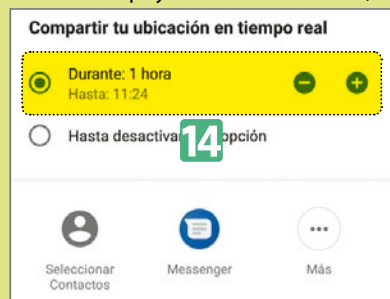 Compartir tu ubicación en tiempo real
Durante: 1 hora
Hasta: 11:24
Hasta desactivar opción
14
Seleccionar
Contactos
Messenger
Más